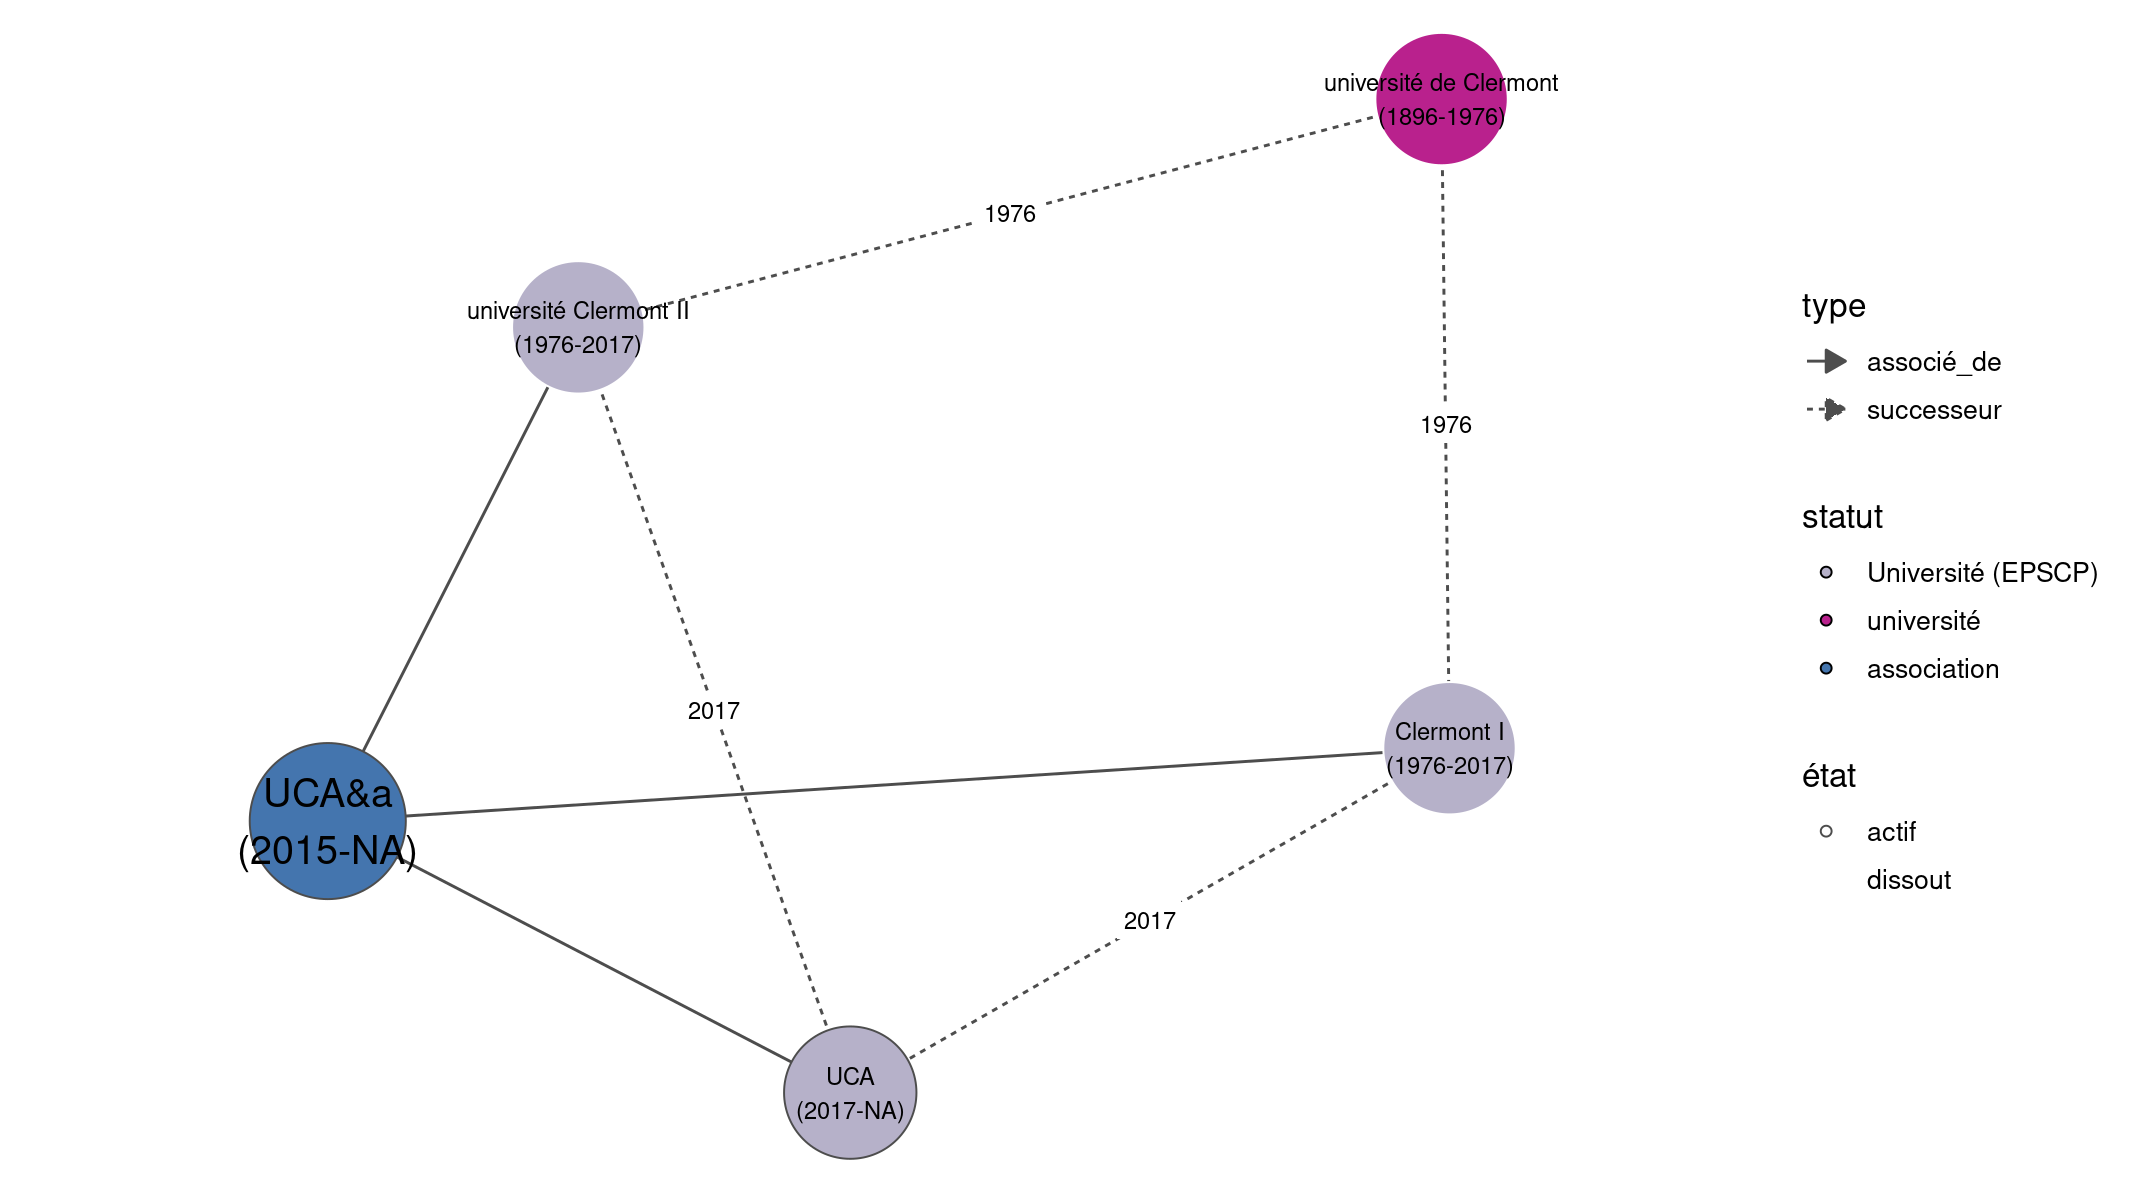 université de Clermont
(1896-1976)
1976
université Clermont II
(1976-2017)
1976
2017
Clermont I
(1976-2017)
UCA&a
(2015-NA)
2017
UCA
(2017-NA)
type
associé_de
successeur
statut
Université (EPSCP)
université
association
état
actif
dissout